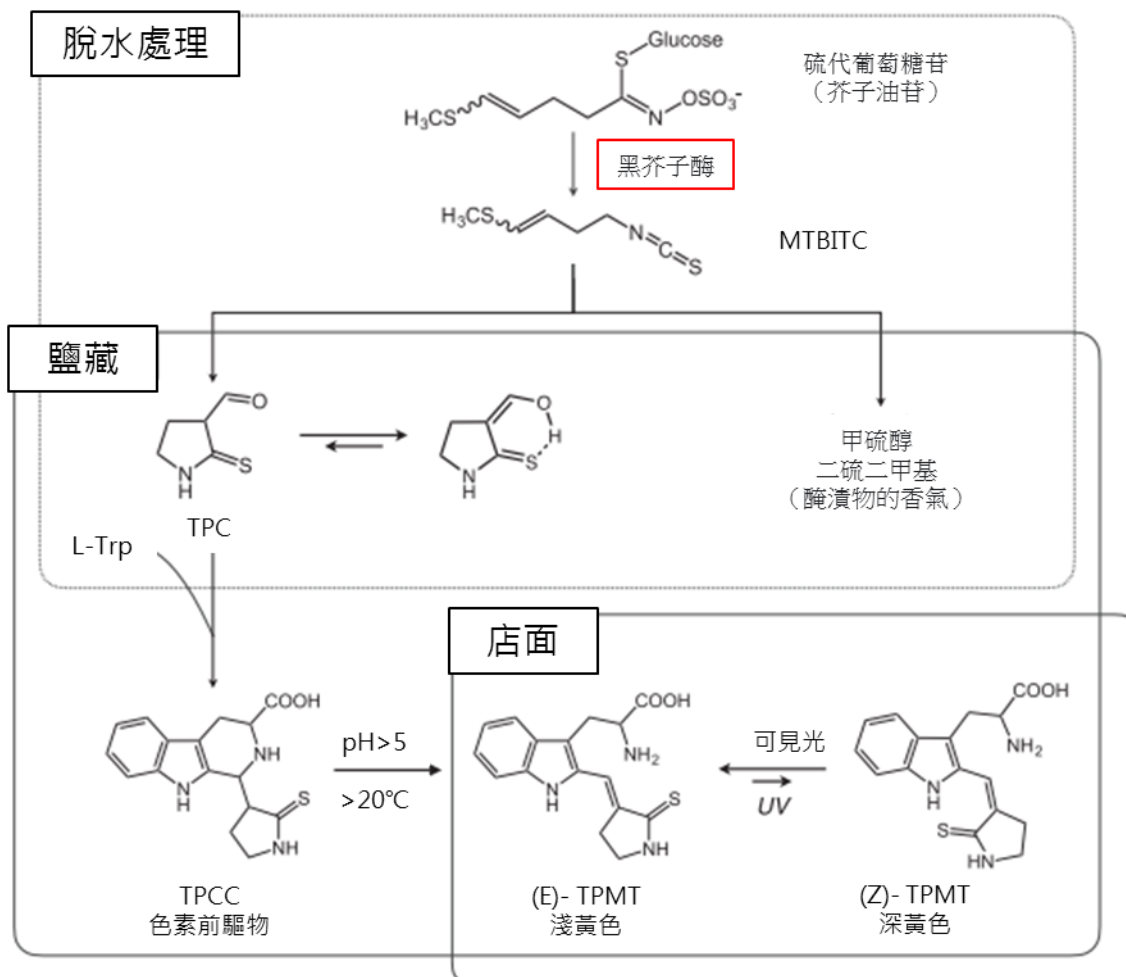 脫水處理
Glucose
S
硫代葡萄糖苷
（芥子油苷）
H₃CS
N
OSO₃⁻
黑芥子酶
H₃CS
N
C
S
MTBITC
鹽藏
O
N
H
S
TPC
O
H
S
N
H
甲硫醇
二硫二甲基
（醃漬物的香氣）
L-Trp
店面
COOH
NH
N
H
S
NH
TPCC
色素前驅物
pH>5
>20℃
COOH
NH₂
N
H
S
NH
(E)- TPMT
淺黃色
可見光
UV
COOH
NH₂
N
H
S
N
H
(Z)- TPMT
深黃色